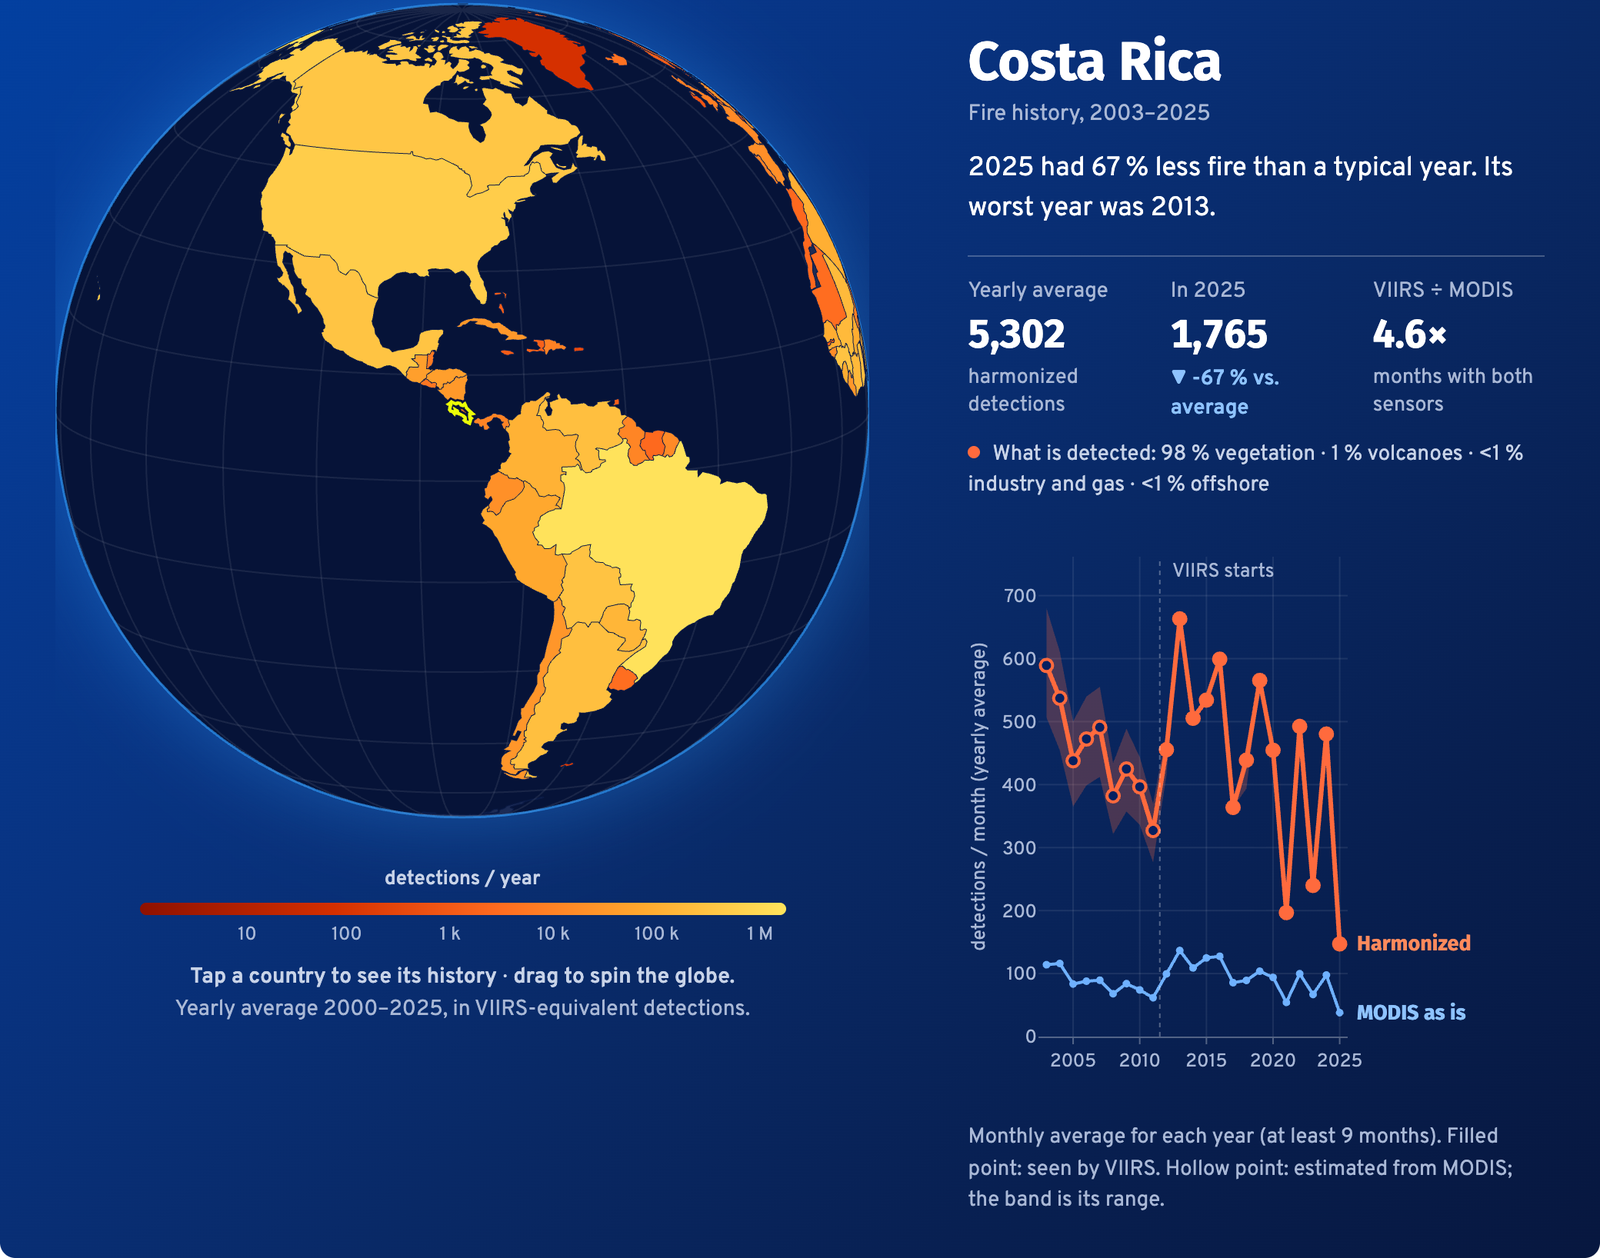 Costa Rica
Fire history, 2003–2025
2025 had 67 % less fire than a typical year. Its
worst year was 2013.
Yearly average
5,302
harmonized
detections
In 2025
1,765
▼ -67 % vs.
average
VIIRS ÷ MODIS
4.6×
months with both
sensors
What is detected: 98 % vegetation · 1 % volcanoes · <1 %
industry and gas · <1 % offshore
VIIRS starts
detections / month (yearly average)
700
600
500
400
300
200
100
0
2005 2010 2015 2020 2025
Harmonized
MODIS as is
Monthly average for each year (at least 9 months). Filled
point: seen by VIIRS. Hollow point: estimated from MODIS;
the band is its range.
detections / year
10 100 1 k 10 k 100 k 1 M
Tap a country to see its history · drag to spin the globe.
Yearly average 2000–2025, in VIIRS-equivalent detections.